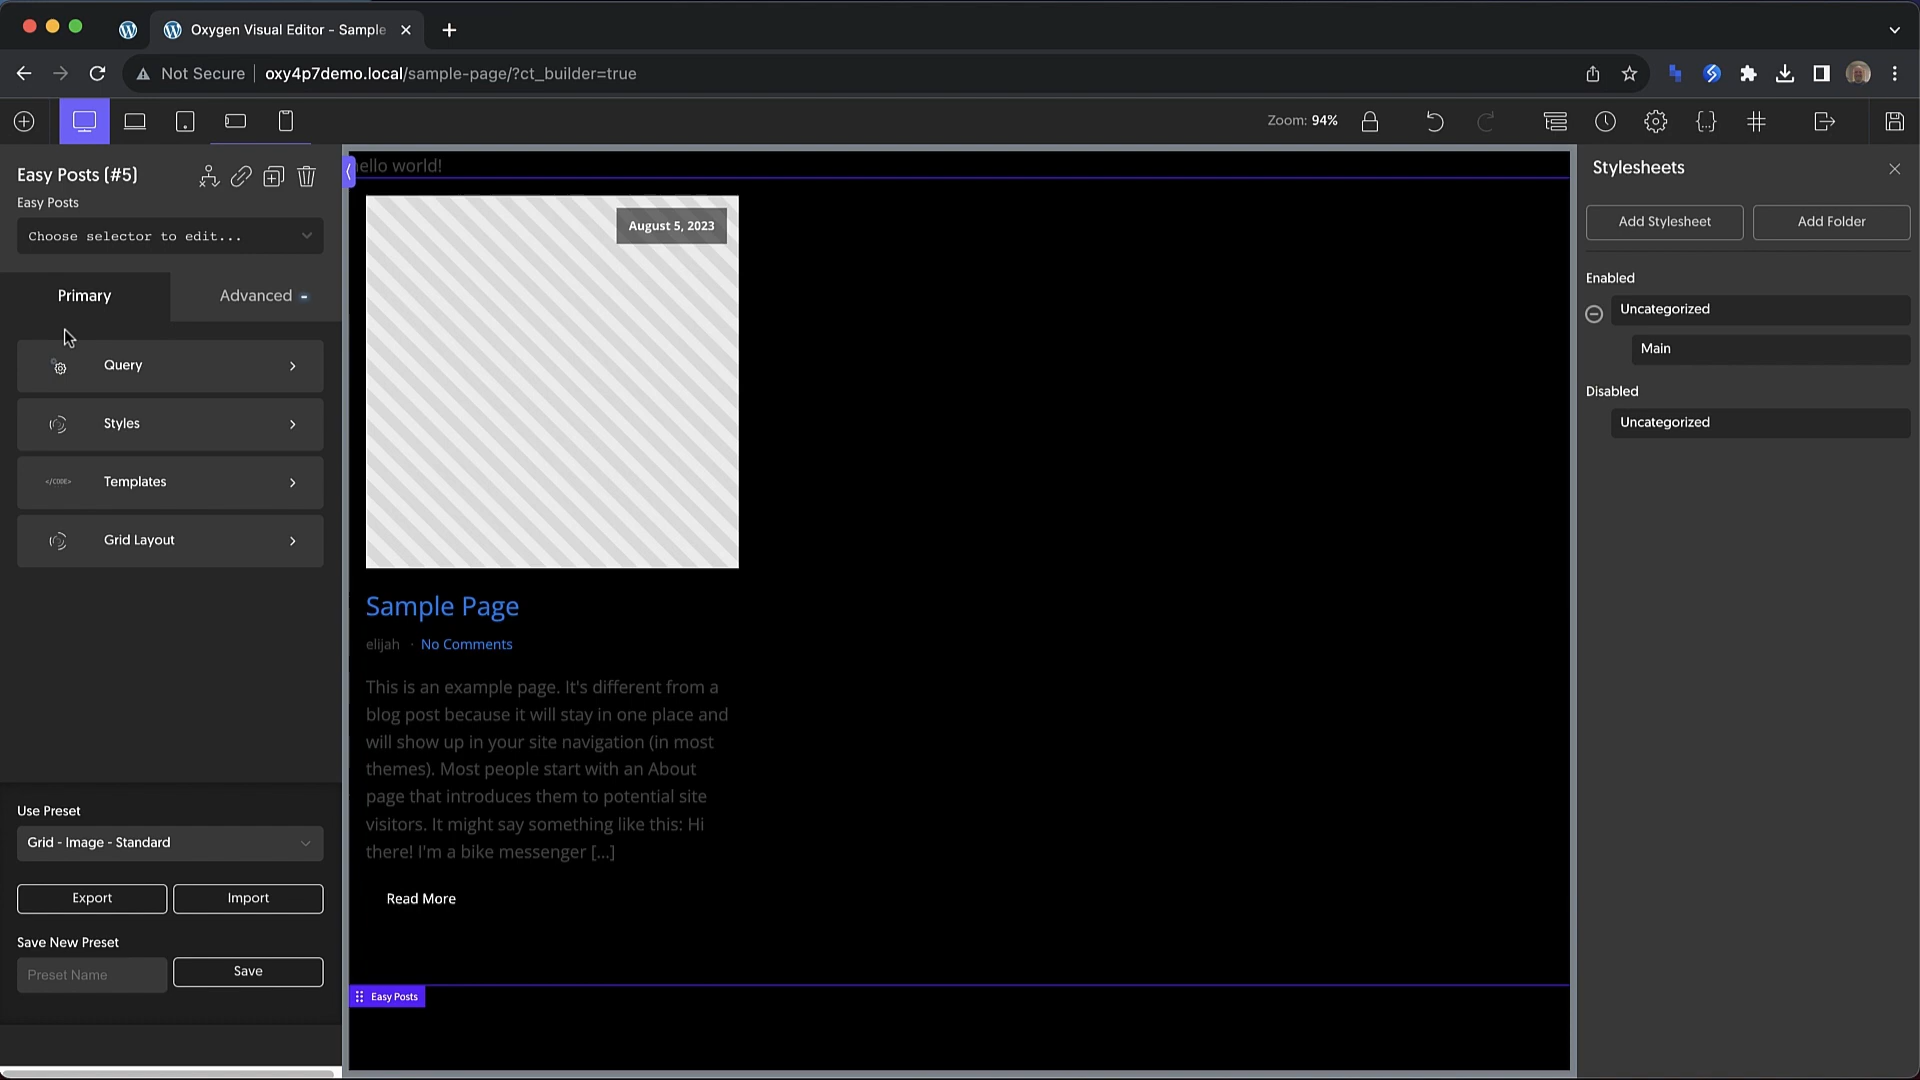 Oxygen Visual Editor - Sample
Not Secure
oxy4p7demo.local/sample-page/?ct_builder=true
Zoom: 94%
Easy Posts (#5)
Easy Posts
Choose selector to edit...
Primary
Advanced
Query
Styles
</CODE>
Templates
Grid Layout
Use Preset
Grid - Image - Standard
Export
Import
Save New Preset
Preset Name
Save
ello world!
August 5, 2023
Sample Page
elijah · No Comments
This is an example page. It's different from a
blog post because it will stay in one place and
will show up in your site navigation (in most
themes). Most people start with an About
page that introduces them to potential site
visitors. It might say something like this: Hi
there! I'm a bike messenger [...]
Read More
Easy Posts
Stylesheets
Add Stylesheet
Add Folder
Enabled
Uncategorized
Main
Disabled
Uncategorized